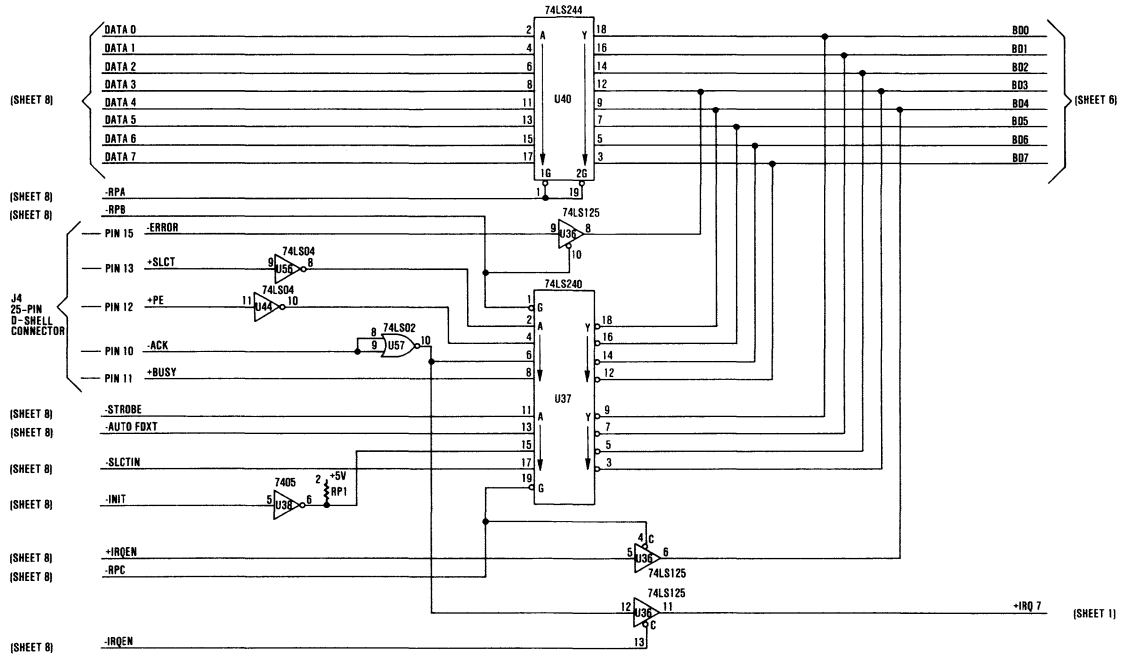 74LS244
DATA 0 2 A Y 18 BD0
DATA 1 4 16 BD1
DATA 2 6 14 BD2
DATA 3 8 12 BD3
(SHEET 8) DATA 4 11 U40 9 BD4 (SHEET 6)
DATA 5 13 7 BD5
DATA 6 15 5 BD6
DATA 7 17 3 BD7
1G 2G
(SHEET 8) -RPA 1 19
(SHEET 8) -RPB
74LS125
PIN 15 -ERROR 9 U36 8
10
74LS04
PIN 13 +SLCT 9 U56 8
74LS240
74LS04
J4
25-PIN
D-SHELL
CONNECTOR
PIN 12 +PE 11 U44 10 1 G
2 A Y 18
74LS02
4 16
PIN 10 -ACK 8 9 U57 10 6 14
PIN 11 +BUSY 8 12
U37
(SHEET 8) -STROBE 11 A Y 9
(SHEET 8) -AUTO FDXT 13 7
15 5
(SHEET 8) -SLCTIN 17 3
2 +5V 19 G
7405 RP1
(SHEET 8) -INIT 5 U38 6
4 C
(SHEET 8) +IRQEN 5 U36 6
(SHEET 8) -RPC 74LS125
74LS125
12 U36 11 +IRQ 7 (SHEET 1)
C
(SHEET 8) -IRQEN 13